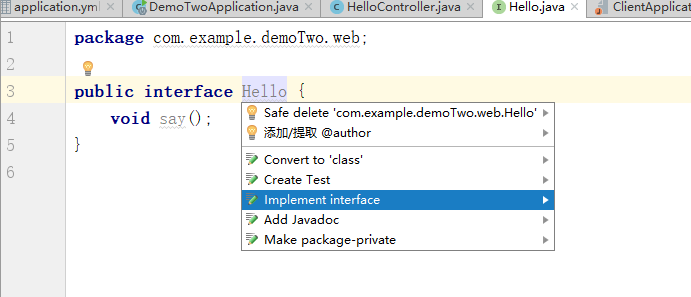 application.yml DemoTwoApplication.java HelloController.java Hello.java ClientApplicat
1 package com.example.demoTwo.web;
2
3 public interface Hello {
4 void say();
5 }
6
Safe delete 'com.example.demoTwo.web.Hello'
添加/提取 @author
Convert to 'class'
Create Test
Implement interface
Add Javadoc
Make package-private